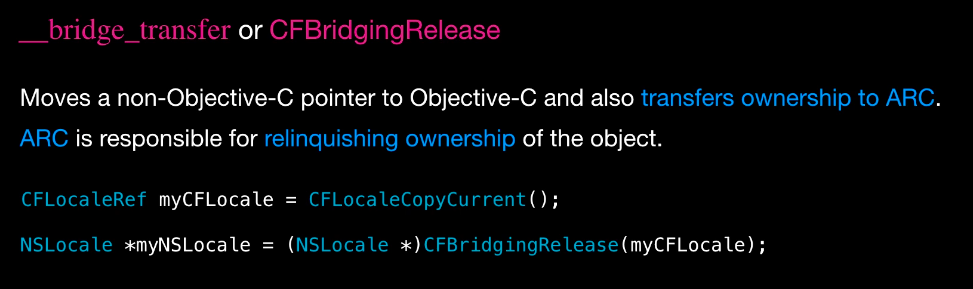 __bridge_transfer or CFBridgingRelease
Moves a non-Objective-C pointer to Objective-C and also transfers ownership to ARC.
ARC is responsible for relinquishing ownership of the object.
CFLocaleRef myCFLocale = CFLocaleCopyCurrent();
NSLocale *myNSLocale = (NSLocale *)CFBridgingRelease(myCFLocale);